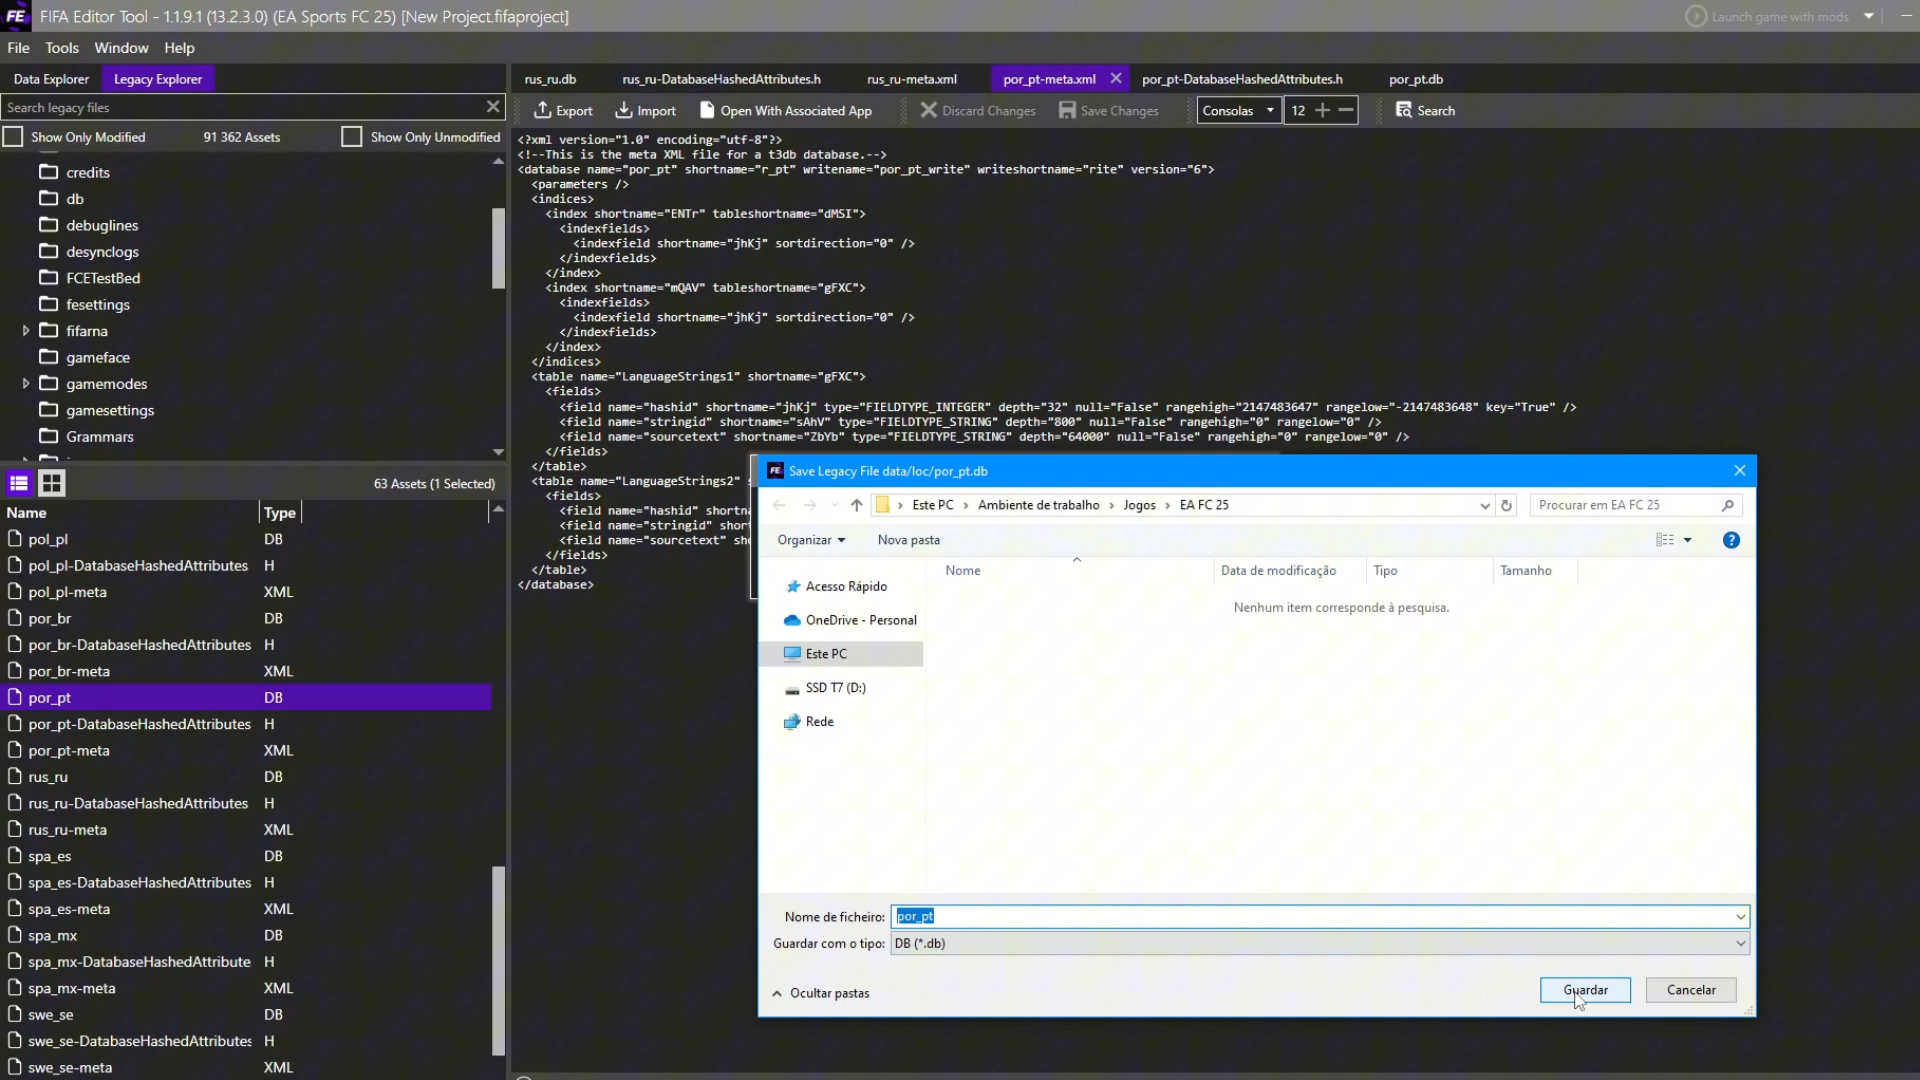 FE FIFA Editor Tool - 1.1.9.1 (13.2.3.0) (EA Sports FC 25) [New Project.fifaproject]
Launch game with mods
File Tools Window Help
Data Explorer Legacy Explorer
Search legacy files
Show Only Modified 91 362 Assets Show Only Unmodified
credits
db
debuglines
desynclogs
FCETestBed
fesettings
fifarna
gameface
gamemodes
gamesettings
Grammars
63 Assets (1 Selected)
Name Type
pol_pl DB
pol_pl-DatabaseHashedAttributes H
pol_pl-meta XML
por_br DB
por_br-DatabaseHashedAttributes H
por_br-meta XML
por_pt DB
por_pt-DatabaseHashedAttributes H
por_pt-meta XML
rus_ru DB
rus_ru-DatabaseHashedAttributes H
rus_ru-meta XML
spa_es DB
spa_es-DatabaseHashedAttributes H
spa_es-meta XML
spa_mx DB
spa_mx-DatabaseHashedAttribute H
spa_mx-meta XML
swe_se DB
swe_se-DatabaseHashedAttributes H
swe_se-meta XML
rus_ru.db rus_ru-DatabaseHashedAttributes.h rus_ru-meta.xml por_pt-meta.xml por_pt-DatabaseHashedAttributes.h por_pt.db
Export Import Open With Associated App Discard Changes Save Changes Consolas 12 Search
<?xml version="1.0" encoding="utf-8"?>
<!--This is the meta XML file for a t3db database.-->
<database name="por_pt" shortname="r_pt" writename="por_pt_write" writeshortname="rite" version="6">
<parameters />
<indices>
<index shortname="ENTr" tableshortname="dMSI">
<indexfields>
<indexfield shortname="jhKj" sortdirection="0" />
</indexfields>
</index>
<index shortname="mQAV" tableshortname="gFXC">
<indexfields>
<indexfield shortname="jhKj" sortdirection="0" />
</indexfields>
</index>
</indices>
<table name="LanguageStrings1" shortname="gFXC">
<fields>
<field name="hashid" shortname="jhKj" type="FIELDTYPE_INTEGER" depth="32" null="False" rangehigh="2147483647" rangelow="-2147483648" key="True" />
<field name="stringid" shortname="sAhV" type="FIELDTYPE_STRING" depth="800" null="False" rangehigh="0" rangelow="0" />
<field name="sourcetext" shortname="ZbYb" type="FIELDTYPE_STRING" depth="64000" null="False" rangehigh="0" rangelow="0" />
</fields>
</table>
<table name="LanguageStrings2"
<fields>
<field name="hashid" shortna
<field name="stringid" shor
<field name="sourcetext" sh
</fields>
</table>
</database>
FE Save Legacy File data/loc/por_pt.db
Este PC Ambiente de trabalho Jogos EA FC 25
Procurar em EA FC 25
Organizar Nova pasta
Nome Data de modificação Tipo Tamanho
Nenhum item corresponde à pesquisa.
Acesso Rápido
OneDrive - Personal
Este PC
SSD T7 (D:)
Rede
Nome de ficheiro: por_pt
Guardar com o tipo: DB (*.db)
Ocultar pastas
Guardar Cancelar